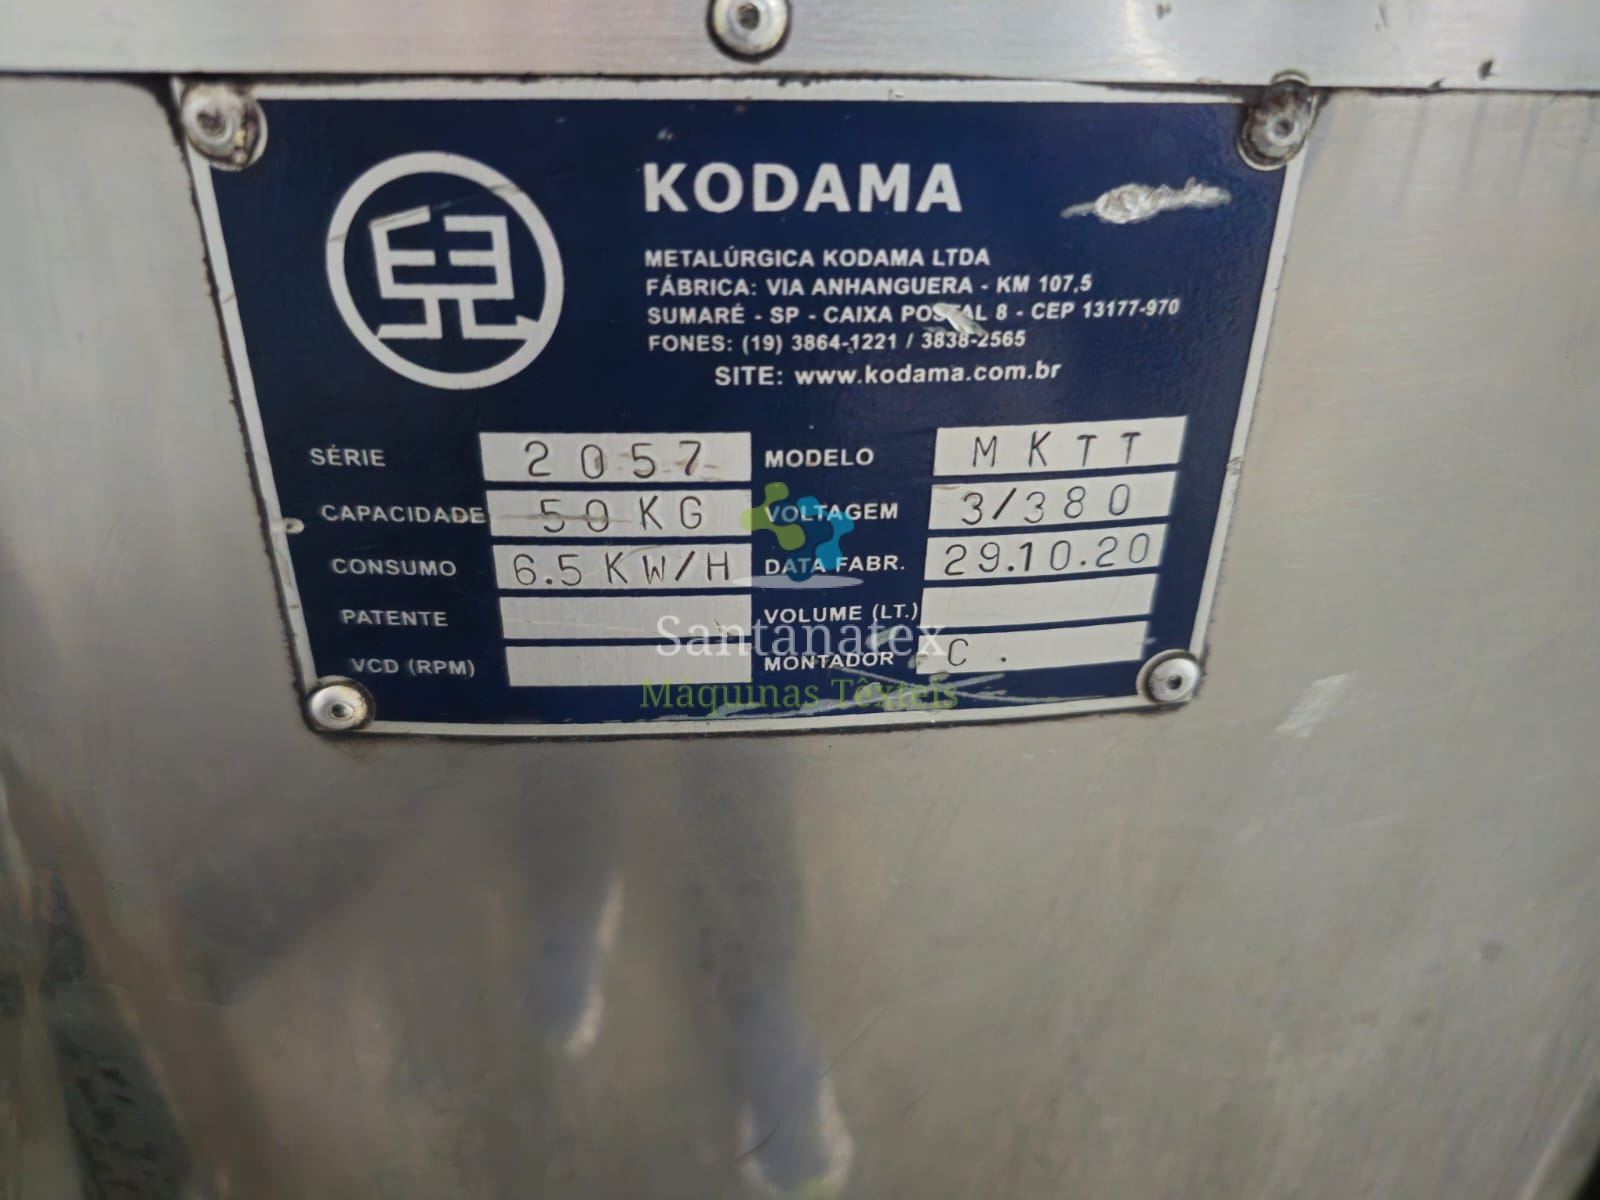 KODAMA
METALÚRGICA KODAMA LTDA
FÁBRICA: VIA ANHANGUERA - KM 107,5
SUMARÉ - SP - CAIXA POSTAL 8 - CEP 13177-970
FONES: (19) 3864-1221 / 3838-2565
SITE: www.kodama.com.br
SÉRIE 2057 MODELO MKTT
CAPACIDADE 50KG VOLTAGEM 3/380
CONSUMO 6.5KW/H DATA FABR. 29.10.20
PATENTE VOLUME (LT.)
VCD (RPM) MONTADOR C.
Santanatex
Máquinas Têxteis